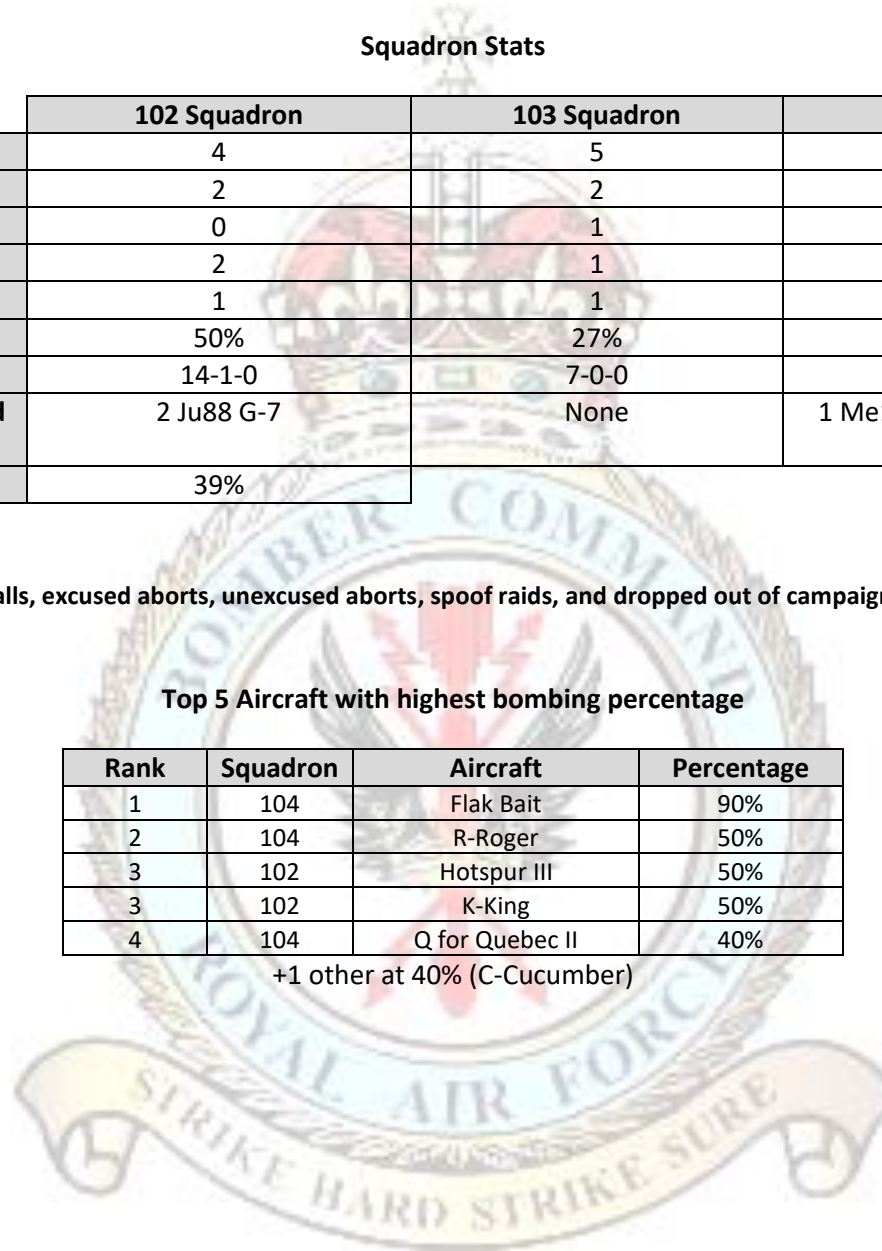 Squadron Stats
102 Squadron 103 Squadron
4 5
2 2
0 1
2 1
1 1
50% 27%
14-1-0 7-0-0
2 Ju88 G-7 None 1 Me
39%
excused aborts, unexcused aborts, spoof raids, and dropped out of
Top 5 Aircraft with highest bombing percentage
Rank Squadron Aircraft Percentage
1 104 Flak Bait 90%
2 104 R-Roger 50%
3 102 Hotspur III 50%
3 102 K-King 50%
4 104 Q for Quebec II 40%
+1 other at 40% (C-Cucumber)
BOMBER COMMAND
ROYAL AIR FORCE
STRIKE HARD STRIKE SURE